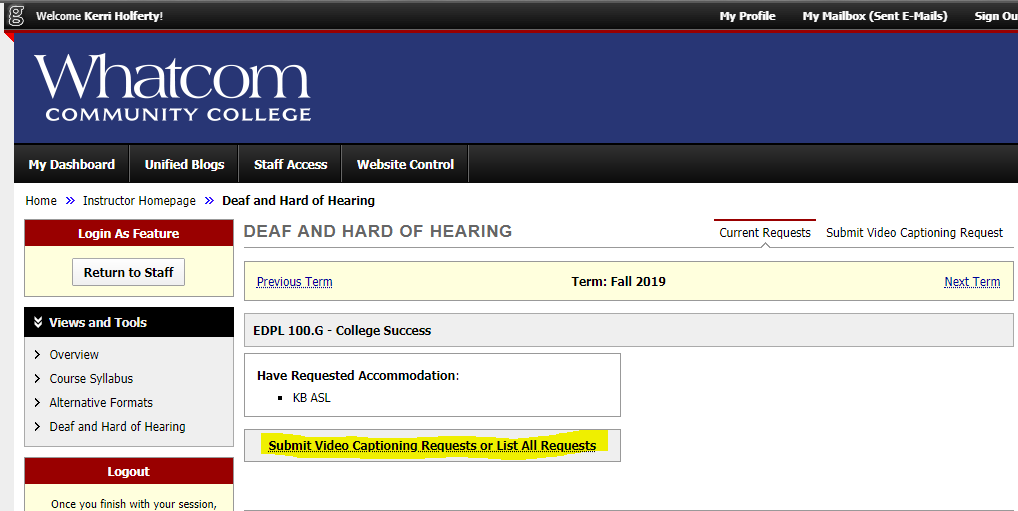 Welcome Kerri Holferty!
My Profile
My Mailbox (Sent E-Mails)
Sign Ou
Whatcom
COMMUNITY COLLEGE
My Dashboard
Unified Blogs
Staff Access
Website Control
Home » Instructor Homepage » Deaf and Hard of Hearing
Login As Feature
Return to Staff
Views and Tools
Overview
Course Syllabus
Alternative Formats
Deaf and Hard of Hearing
Logout
Once you finish with your session,
DEAF AND HARD OF HEARING
Current Requests
Submit Video Captioning Request
Previous Term
Term: Fall 2019
Next Term
EDPL 100.G - College Success
Have Requested Accommodation:
KB ASL
Submit Video Captioning Requests or List All Requests